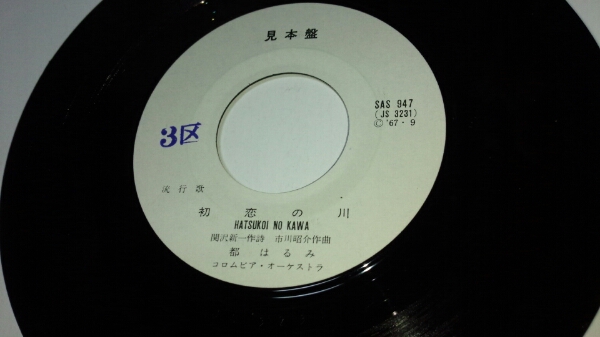 見本盤
SAS 947
(JS 3231)
Ⓒ '67・9
3区
流行歌
初恋の川
HATSUKOI NO KAWA
関沢新一作詩 市川昭介作曲
都はるみ
コロムビア・オーケストラ